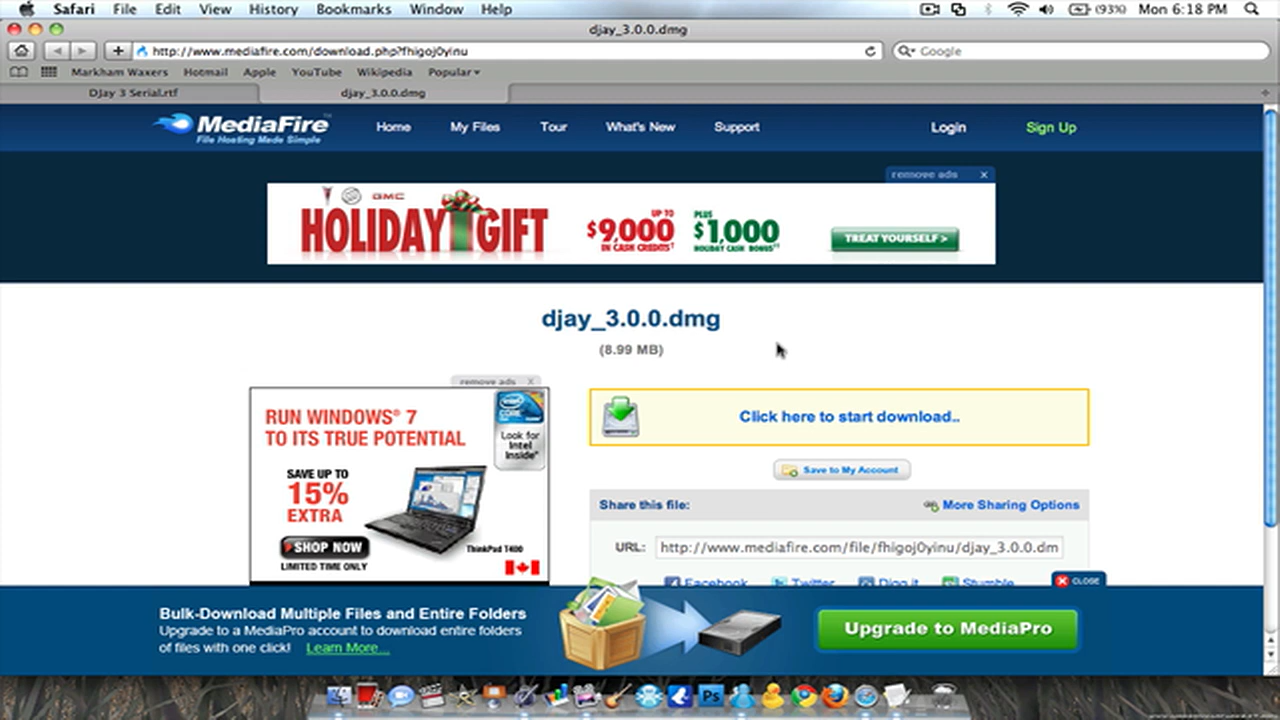 Safari File Edit View History Bookmarks Window Help (93%) Mon 6:18 PM
djay_3.0.0.dmg
http://www.mediafire.com/download.php?fhigoj0yinu Google
Markham Waxers Hotmail Apple YouTube Wikipedia Popular
DJay 3 Serial.rtf djay_3.0.0.dmg
MediaFire Home My Files Tour What's New Support Login Sign Up
File Hosting Made Simple
remove ads x
GMC
HOLIDAY GIFT UP TO $9,000 IN CASH CREDITS† PLUS $1,000 HOLIDAY CASH BONUS TREAT YOURSELF >
djay_3.0.0.dmg
(8.99 MB)
remove ads x
RUN WINDOWS® 7
TO ITS TRUE POTENTIAL
Look for
Intel
Inside®
SAVE UP TO
15%
EXTRA
SHOP NOW
LIMITED TIME ONLY
ThinkPad T400
Click here to start download..
Save to My Account
Share this file: More Sharing Options
URL: http://www.mediafire.com/file/fhigoj0yinu/djay_3.0.0.dm
Facebook Twitter Digg it Stumble
CLOSE
Bulk-Download Multiple Files and Entire Folders
Upgrade to a MediaPro account to download entire folders
of files with one click! Learn More...
Upgrade to MediaPro
Ps